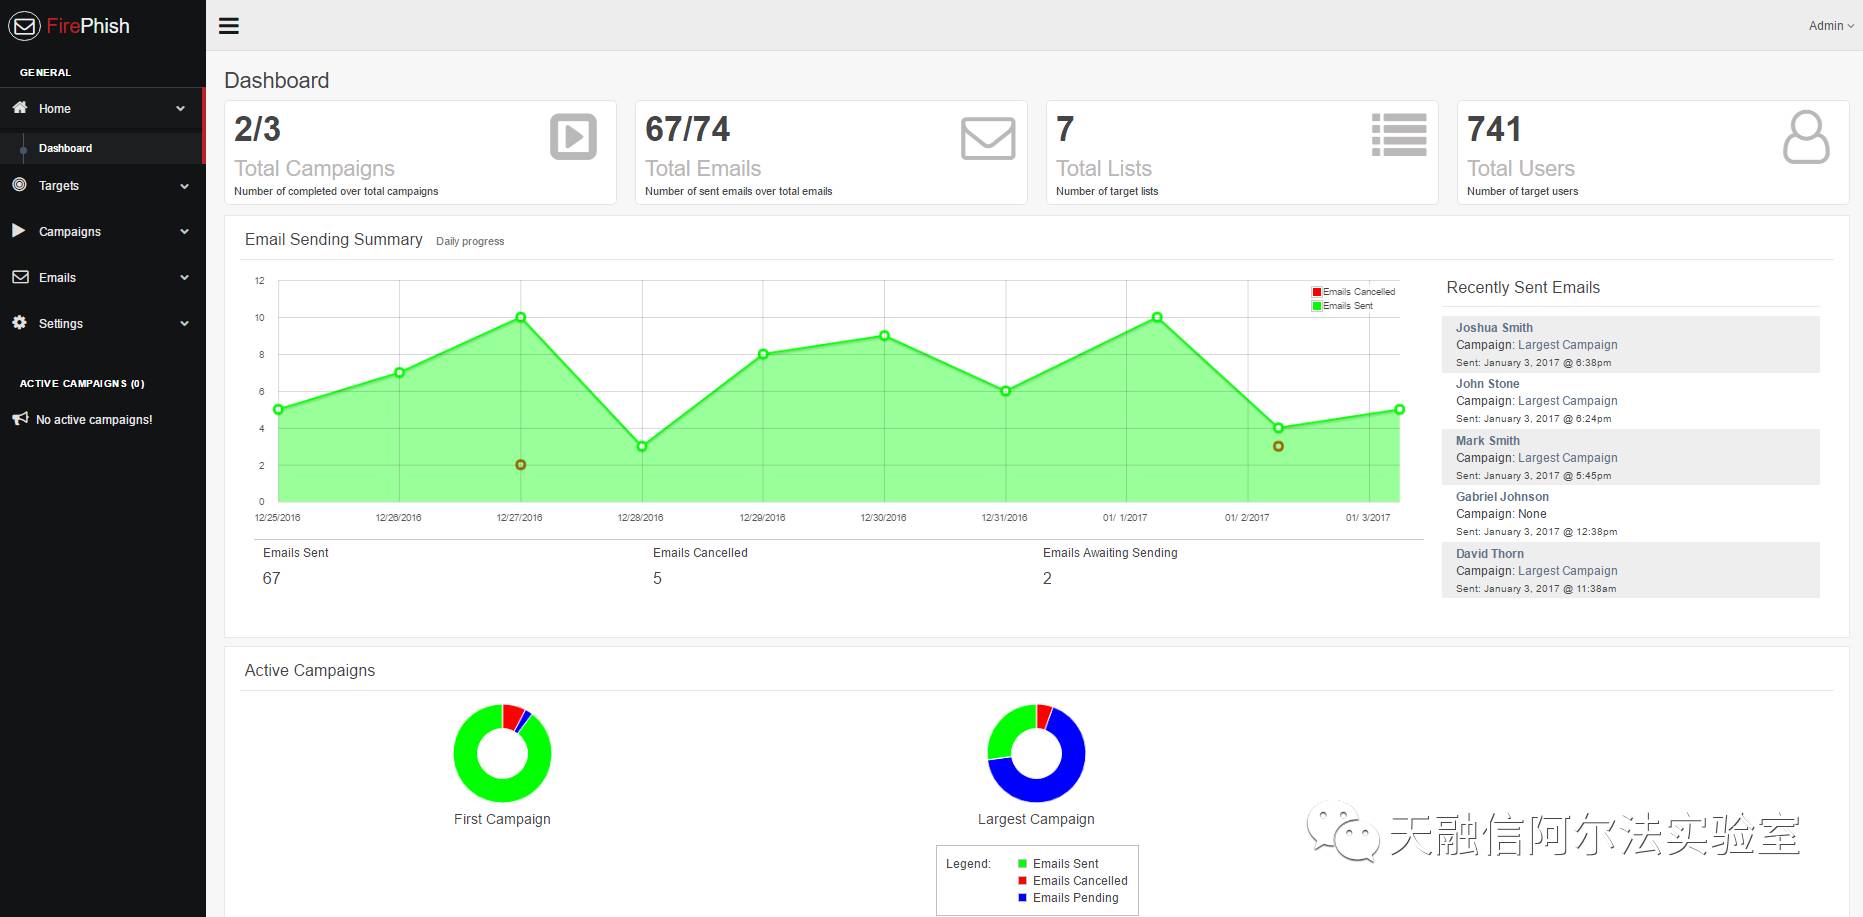 FirePhish
Admin
GENERAL
Home
Dashboard
Targets
Campaigns
Emails
Settings
ACTIVE CAMPAIGNS (0)
No active campaigns!
Dashboard
2/3
Total Campaigns
Number of completed over total campaigns
67/74
Total Emails
Number of sent emails over total emails
7
Total Lists
Number of target lists
741
Total Users
Number of target users
Email Sending Summary Daily progress
12
10
8
6
4
2
0
Emails Cancelled
Emails Sent
12/25/2016 12/26/2016 12/27/2016 12/28/2016 12/29/2016 12/30/2016 12/31/2016 01/ 1/2017 01/ 2/2017 01/ 3/2017
Emails Sent Emails Cancelled Emails Awaiting Sending
67 5 2
Recently Sent Emails
Joshua Smith
Campaign: Largest Campaign
Sent: January 3, 2017 @ 6:38pm
John Stone
Campaign: Largest Campaign
Sent: January 3, 2017 @ 6:24pm
Mark Smith
Campaign: Largest Campaign
Sent: January 3, 2017 @ 5:45pm
Gabriel Johnson
Campaign: None
Sent: January 3, 2017 @ 12:38pm
David Thorn
Campaign: Largest Campaign
Sent: January 3, 2017 @ 11:38am
Active Campaigns
First Campaign
Largest Campaign
Legend: Emails Sent
Emails Cancelled
Emails Pending
天融信阿尔法实验室